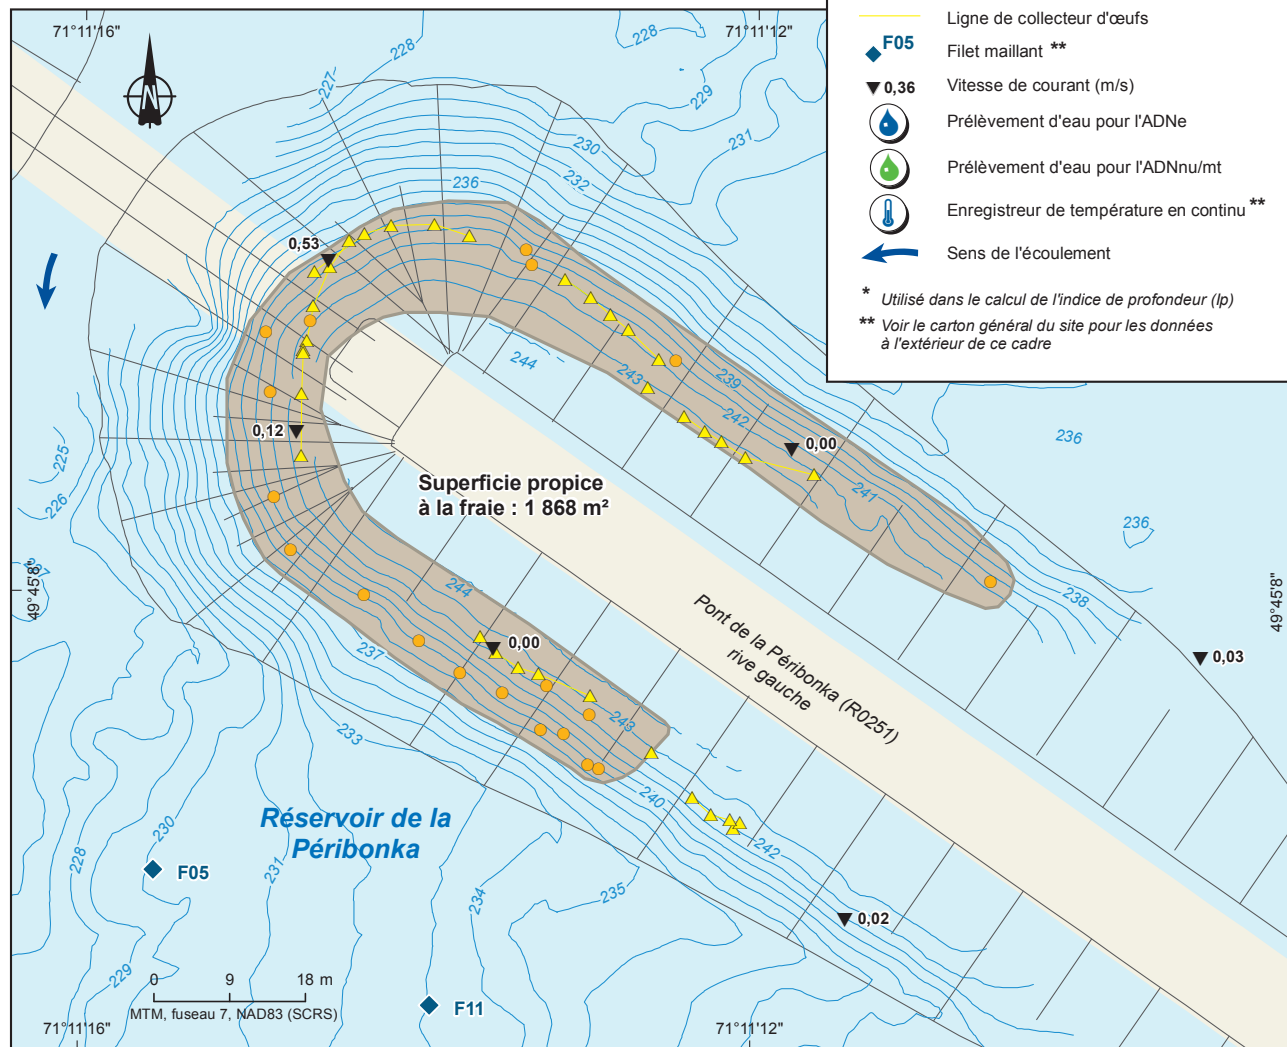 71°11'16"
71°11'12"
Ligne de collecteur d'œufs
F05 Filet maillant **
0,36 Vitesse de courant (m/s)
Prélèvement d'eau pour l'ADNe
Prélèvement d'eau pour l'ADNnu/mt
Enregistreur de température en continu **
Sens de l'écoulement
* Utilisé dans le calcul de l'indice de profondeur (Ip)
** Voir le carton général du site pour les données
à l'extérieur de ce cadre
N
228
228
227
229
231
230
232
236
0,53
244
243
239
242
0,12
0,00
236
241
225
226
236
Superficie propice
à la fraie : 1 868 m²
227
49°45'8"
49°45'8"
244
238
Pont de la Péribonka (R0251)
rive gauche
0,00
237
0,03
243
233
240
Réservoir de la
Péribonka
230
242
228
231
F05
234
235
0,02
229
0 9 18 m
MTM, fuseau 7, NAD83 (SCRS)
F11
71°11'16"
71°11'12"